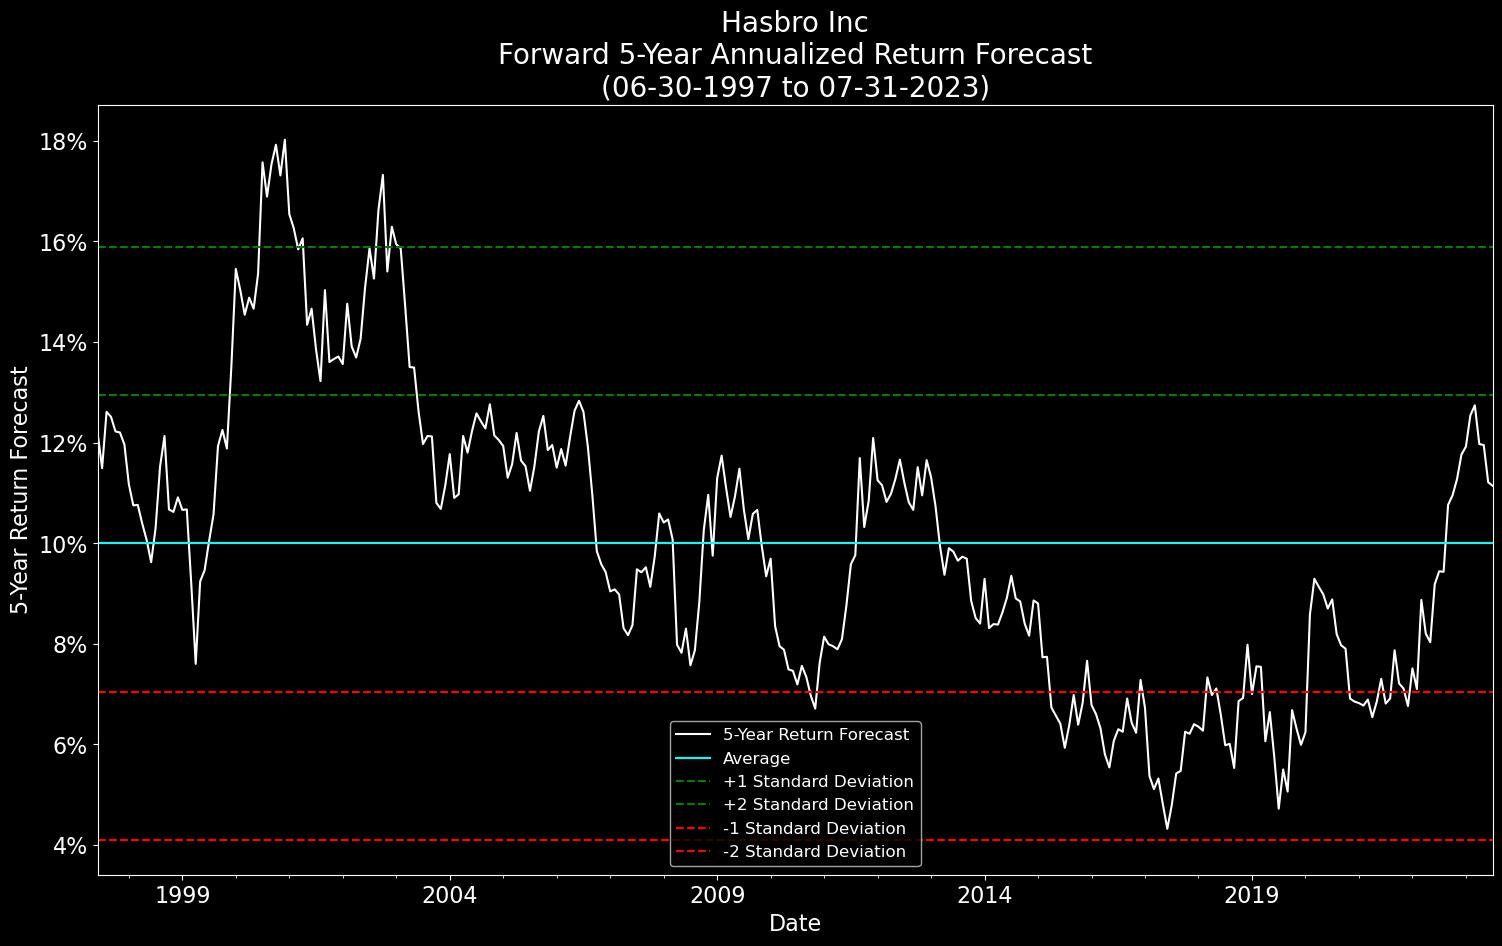 Hasbro Inc
Forward 5-Year Annualized Return Forecast
(06-30-1997 to 07-31-2023)
18%
16%
14%
12%
10%
8%
6%
4%
5-Year Return Forecast
5-Year Return Forecast
Average
+1 Standard Deviation
+2 Standard Deviation
-1 Standard Deviation
-2 Standard Deviation
1999 2004 2009 2014 2019
Date